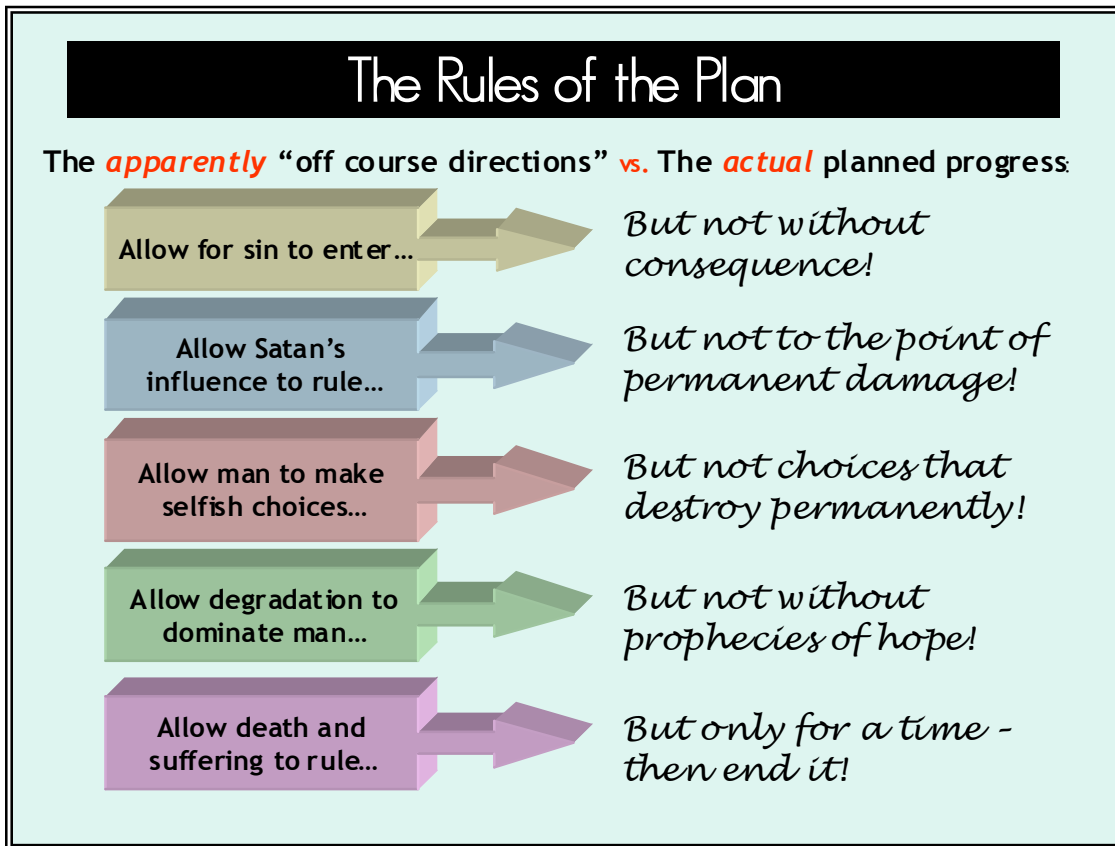 The Rules of the Plan
The apparently “off course directions” vs. The actual planned progress:
Allow for sin to enter…
But not without
consequence!
Allow Satan’s
influence to rule…
But not to the point of
permanent damage!
Allow man to make
selfish choices…
But not choices that
destroy permanently!
Allow degradation to
dominate man…
But not without
prophecies of hope!
Allow death and
suffering to rule…
But only for a time –
then end it!